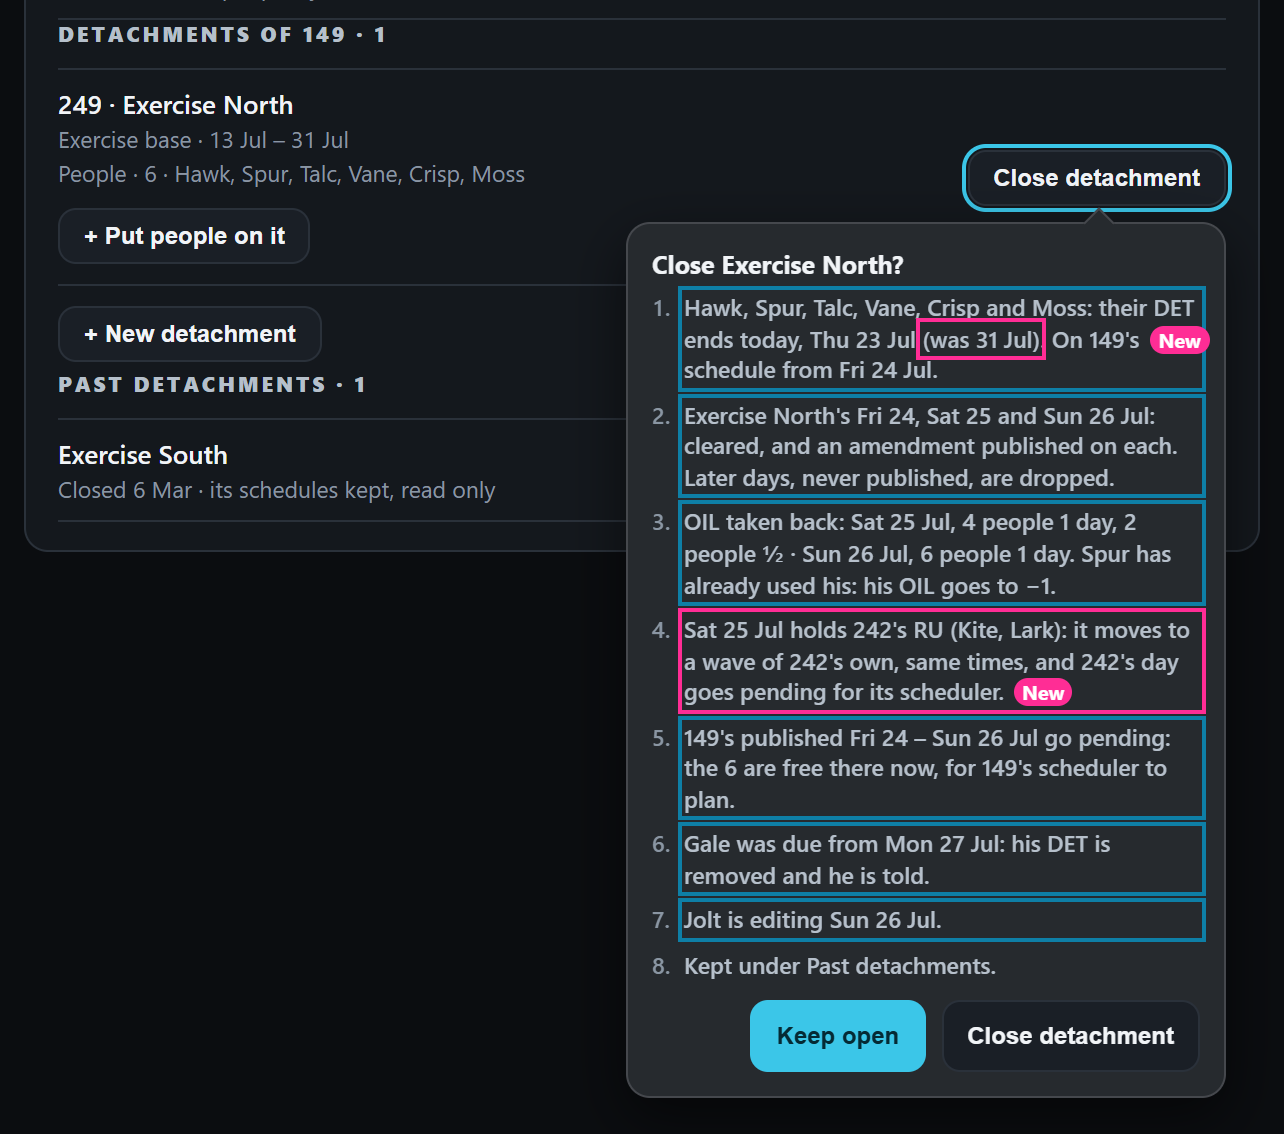 DETACHMENTS OF 149 · 1
249 · Exercise North
Exercise base · 13 Jul – 31 Jul
People · 6 · Hawk, Spur, Talc, Vane, Crisp, Moss
Close detachment
+ Put people on it
+ New detachment
PAST DETACHMENTS · 1
Exercise South
Closed 6 Mar · its schedules kept, read only
Close Exercise North?
1. Hawk, Spur, Talc, Vane, Crisp and Moss: their DET
ends today, Thu 23 Jul (was 31 Jul). On 149's New
schedule from Fri 24 Jul.
2. Exercise North's Fri 24, Sat 25 and Sun 26 Jul:
cleared, and an amendment published on each.
Later days, never published, are dropped.
3. OIL taken back: Sat 25 Jul, 4 people 1 day, 2
people ½ · Sun 26 Jul, 6 people 1 day. Spur has
already used his: his OIL goes to −1.
4. Sat 25 Jul holds 242's RU (Kite, Lark): it moves to
a wave of 242's own, same times, and 242's day
goes pending for its scheduler. New
5. 149's published Fri 24 – Sun 26 Jul go pending:
the 6 are free there now, for 149's scheduler to
plan.
6. Gale was due from Mon 27 Jul: his DET is
removed and he is told.
7. Jolt is editing Sun 26 Jul.
8. Kept under Past detachments.
Keep open
Close detachment